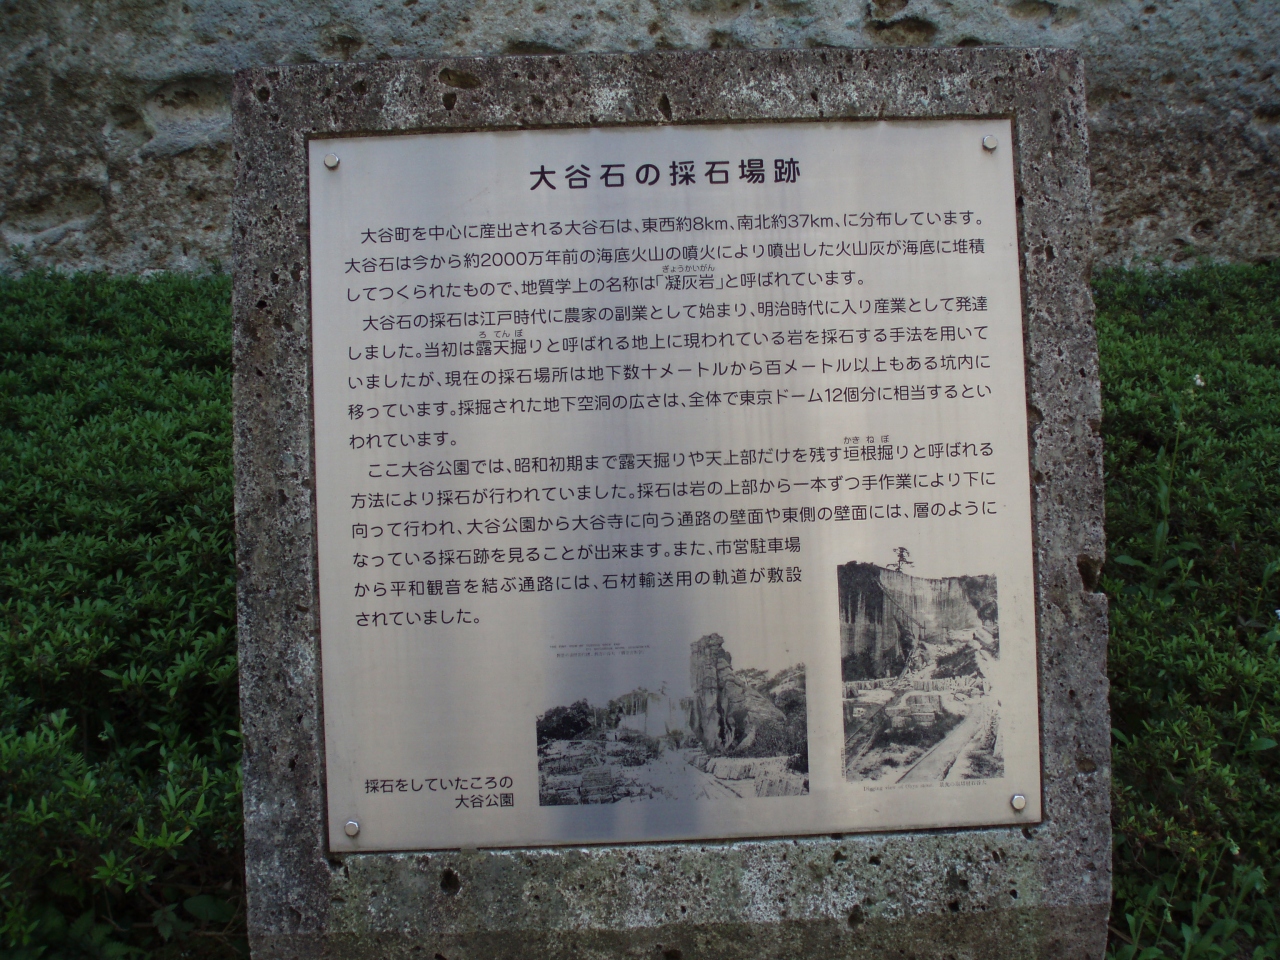 大谷石の採石場跡
大谷町を中心に産出される大谷石は、東西約8km、南北約37km、に分布しています。
大谷石は今から約2000万年前の海底火山の噴火により噴出した火山灰が海底に堆積
ぎょうかいがん
してつくられたもので、地質学上の名称は「凝灰岩」と呼ばれています。
大谷石の採石は江戸時代に農家の副業として始まり、明治時代に入り産業として発達
ろ てんぼ
しました。当初は露天掘りと呼ばれる地上に現われている岩を採石する手法を用いて
いましたが、現在の採石場所は地下数十メートルから百メートル以上もある坑内に
移っています。採掘された地下空洞の広さは、全体で東京ドーム12個分に相当するとい
われています。
かき ね ぼ
ここ大谷公園では、昭和初期まで露天掘りや天上部だけを残す垣根掘りと呼ばれる
方法により採石が行われていました。採石は岩の上部から一本ずつ手作業により下に
向って行われ、大谷公園から大谷寺に向う通路の壁面や東側の壁面には、層のように
なっている採石跡を見ることが出来ます。また、市営駐車場
から平和観音を結ぶ通路には、石材輸送用の軌道が敷設
されていました。
採石をしていたころの
大谷公園